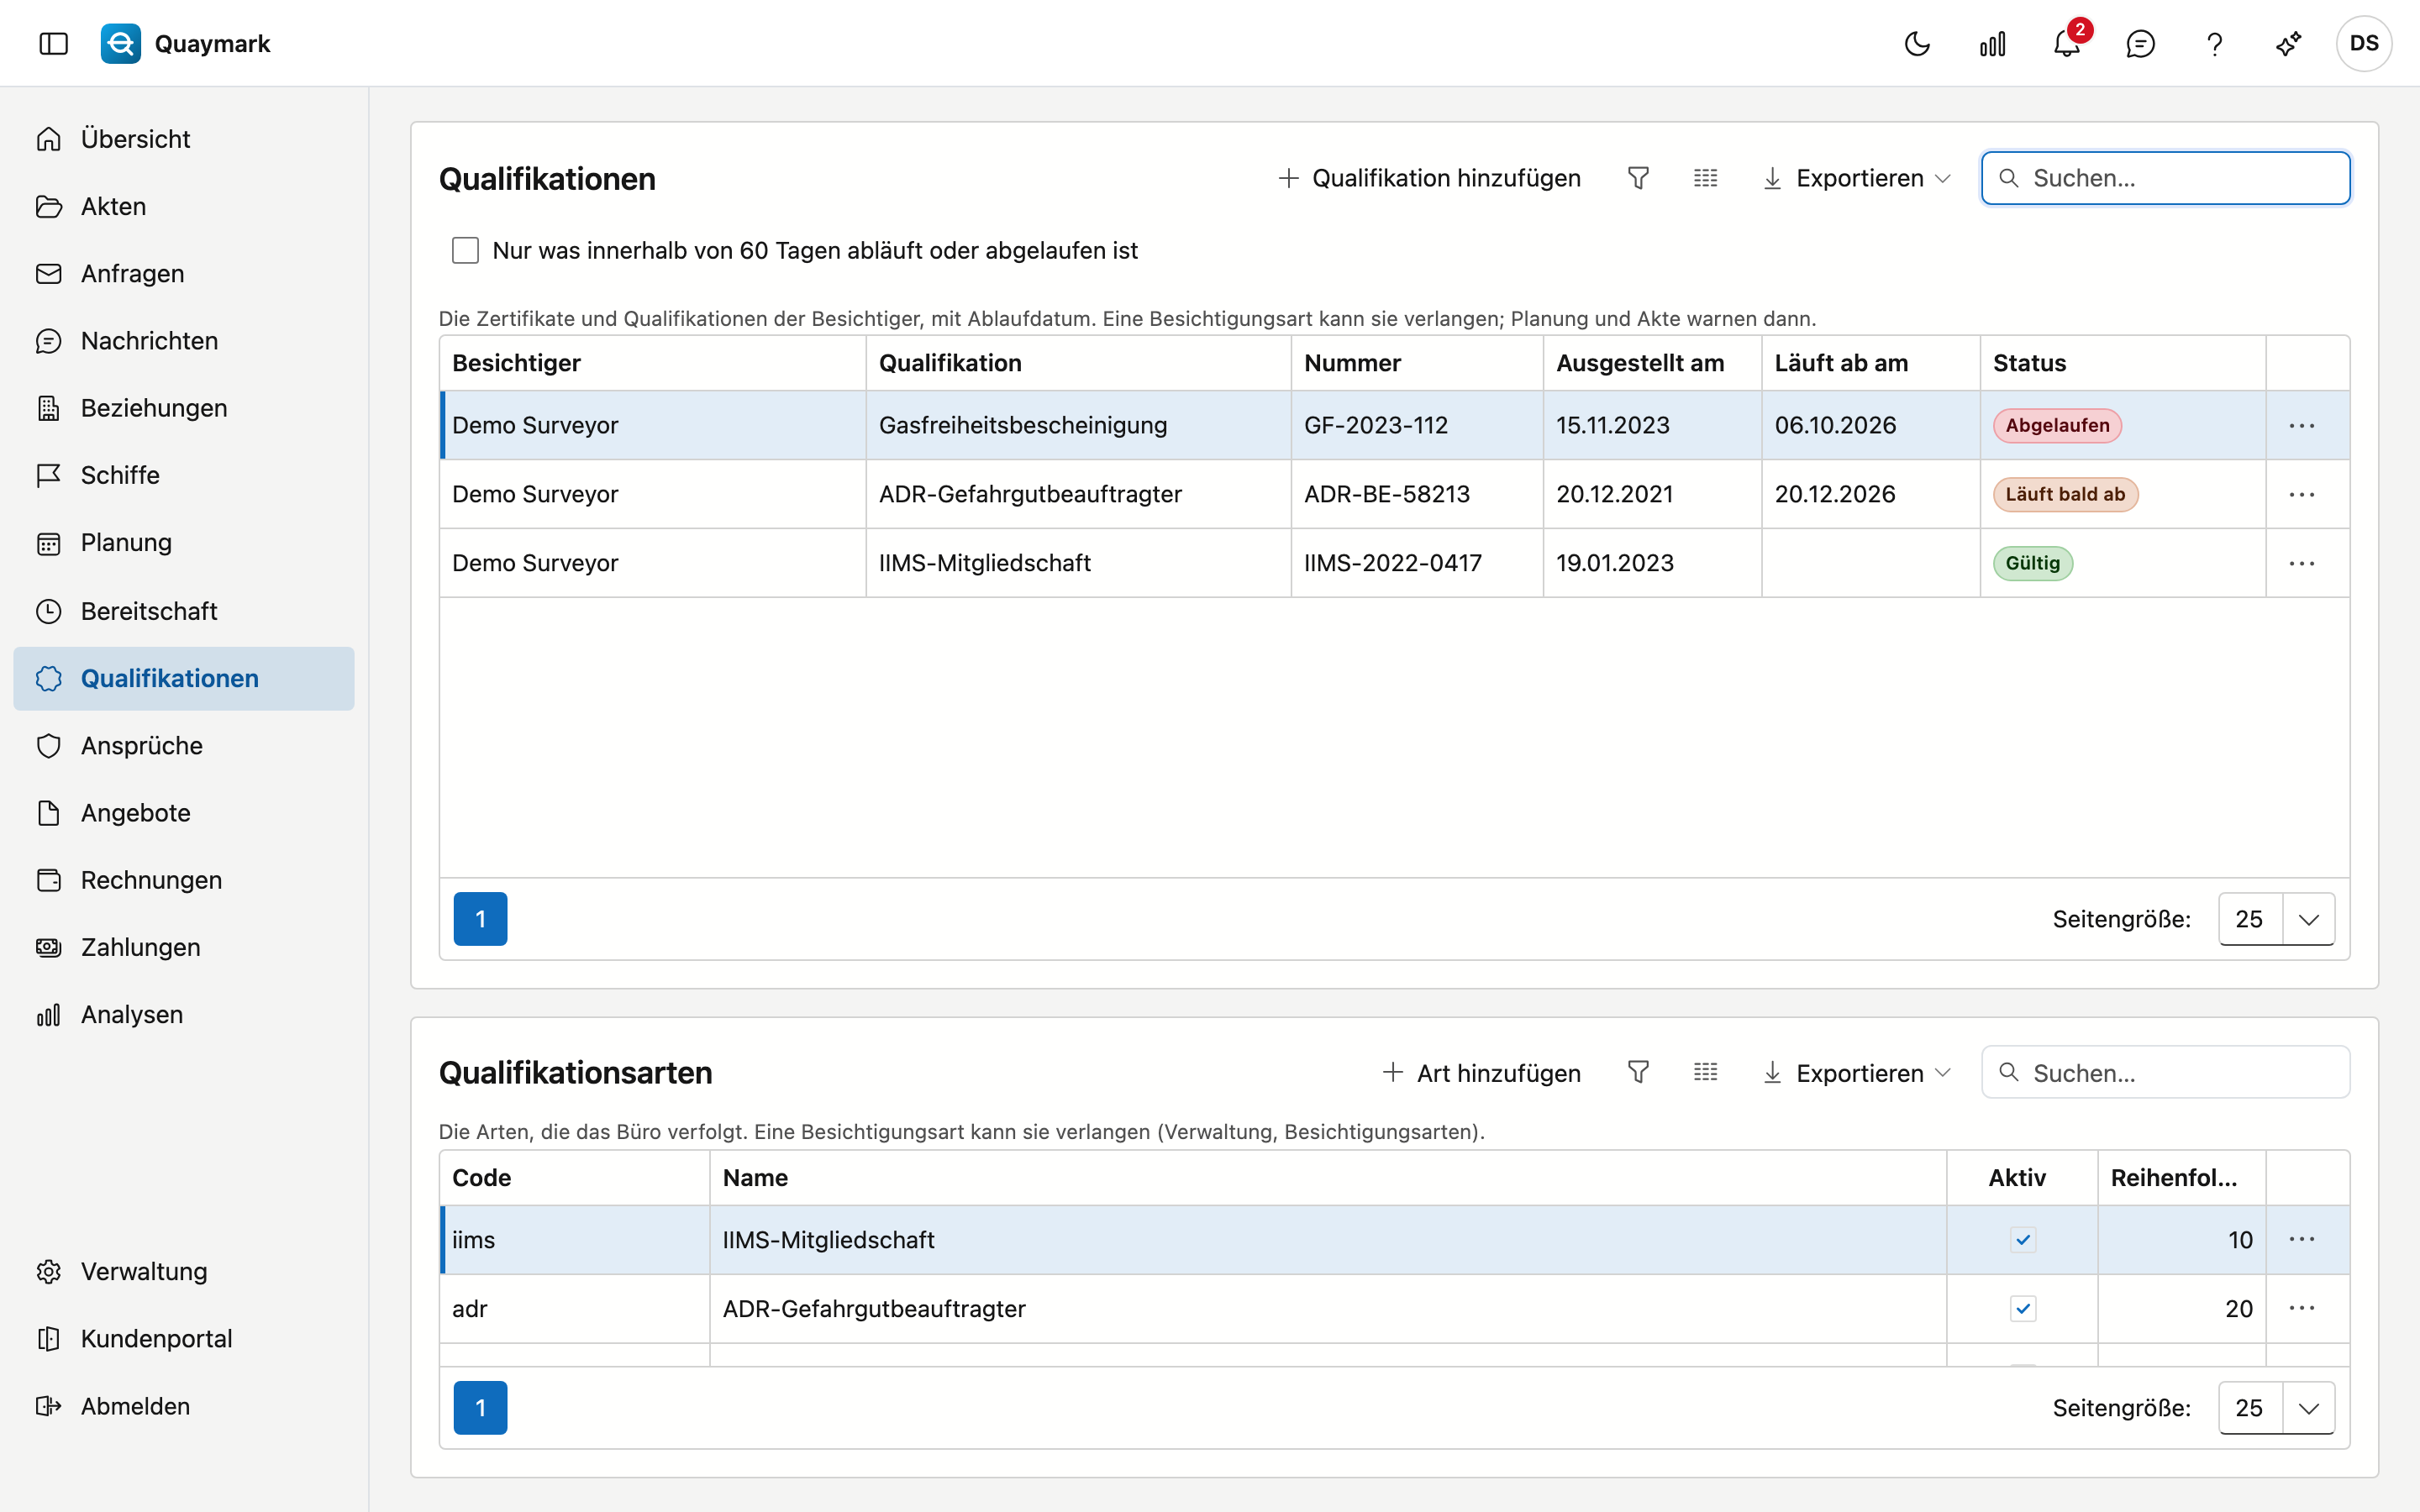 Quaymark
2
DS
Übersicht
Akten
Anfragen
Nachrichten
Beziehungen
Schiffe
Planung
Bereitschaft
Qualifikationen
Ansprüche
Angebote
Rechnungen
Zahlungen
Analysen
Verwaltung
Kundenportal
Abmelden
Qualifikationen
Qualifikation hinzufügen
Exportieren
Suchen...
Nur was innerhalb von 60 Tagen abläuft oder abgelaufen ist
Die Zertifikate und Qualifikationen der Besichtiger, mit Ablaufdatum. Eine Besichtigungsart kann sie verlangen; Planung und Akte warnen dann.
Besichtiger Qualifikation Nummer Ausgestellt am Läuft ab am Status
Demo Surveyor Gasfreiheitsbescheinigung GF-2023-112 15.11.2023 06.10.2026 Abgelaufen
Demo Surveyor ADR-Gefahrgutbeauftragter ADR-BE-58213 20.12.2021 20.12.2026 Läuft bald ab
Demo Surveyor IIMS-Mitgliedschaft IIMS-2022-0417 19.01.2023 Gültig
1 Seitengröße: 25
Qualifikationsarten
Art hinzufügen
Exportieren
Suchen...
Die Arten, die das Büro verfolgt. Eine Besichtigungsart kann sie verlangen (Verwaltung, Besichtigungsarten).
Code Name Aktiv Reihenfol...
iims IIMS-Mitgliedschaft 10
adr ADR-Gefahrgutbeauftragter 20
1 Seitengröße: 25